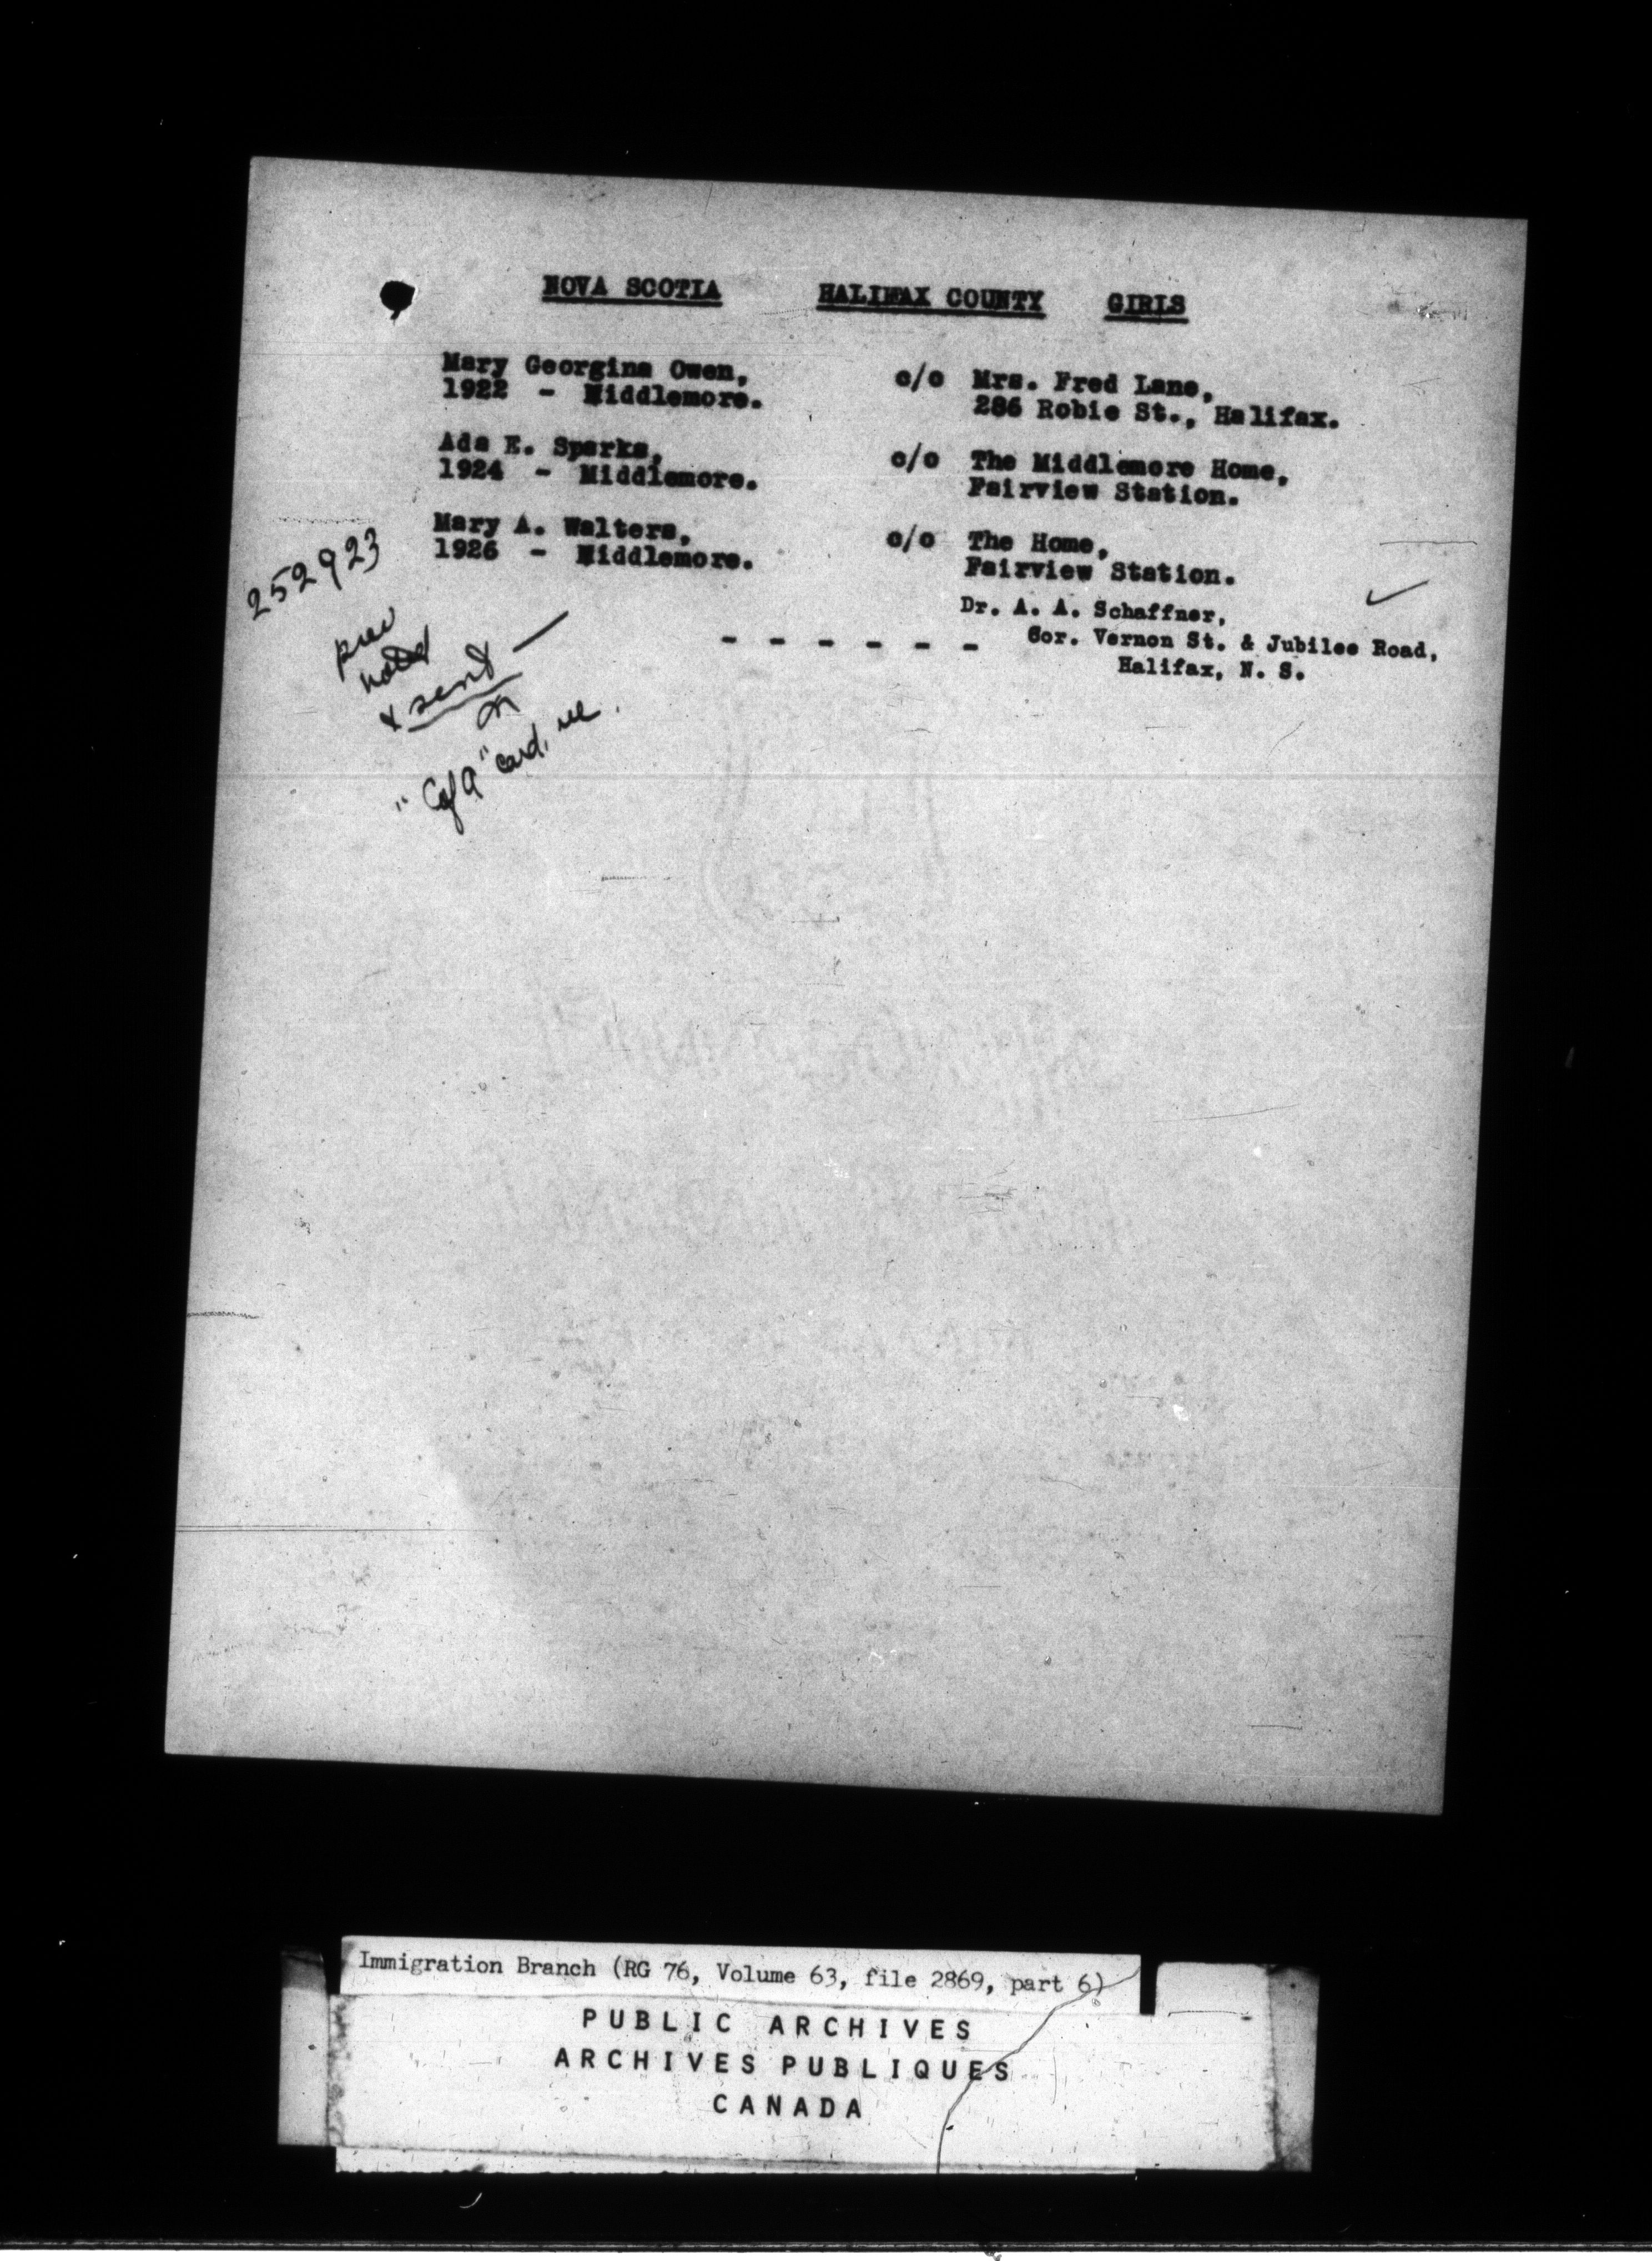 NOVA SCOTIA HALIFAX COUNTY GIRLS
Mary Georgina Owen, c/o Mrs. Fred Lane,
1922 - Middlemore. 286 Robie St., Halifax.
Ada E. Sparks, c/o The Middlemore Home,
1924 - Middlemore. Fairview Station.
Mary A. Walters, c/o The Home,
1926 - Middlemore. Fairview Station.
Dr. A. A. Schaffner,
- - - - - - Cor. Vernon St. & Jubilee Road,
Halifax, N. S.
252923
& send —
on
"C of A" card.
Immigration Branch (RG 76, Volume 63, file 2869, part 6)
PUBLIC ARCHIVES
ARCHIVES PUBLIQUES
CANADA